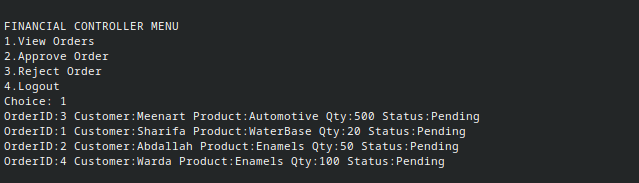 FINANCIAL CONTROLLER MENU
1.View Orders
2.Approve Order
3.Reject Order
4.Logout
Choice: 1
OrderID:3 Customer:Meenart Product:Automotive Qty:500 Status:Pending
OrderID:1 Customer:Sharifa Product:WaterBase Qty:20 Status:Pending
OrderID:2 Customer:Abdallah Product:Enamels Qty:50 Status:Pending
OrderID:4 Customer:Warda Product:Enamels Qty:100 Status:Pending